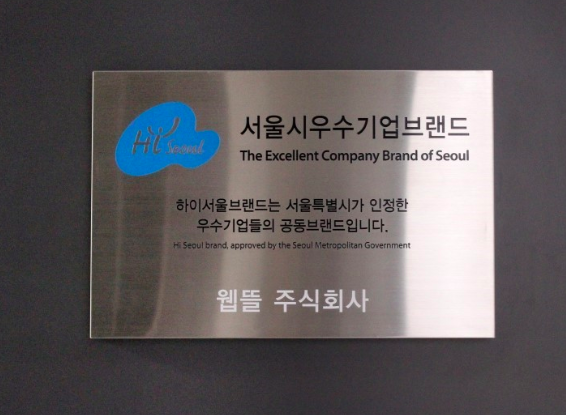 Hi Seoul
서울시우수기업브랜드
The Excellent Company Brand of Seoul
하이서울브랜드는 서울특별시가 인정한
우수기업들의 공동브랜드입니다.
Hi Seoul brand, approved by the Seoul Metropolitan Government
웹뜰 주식회사